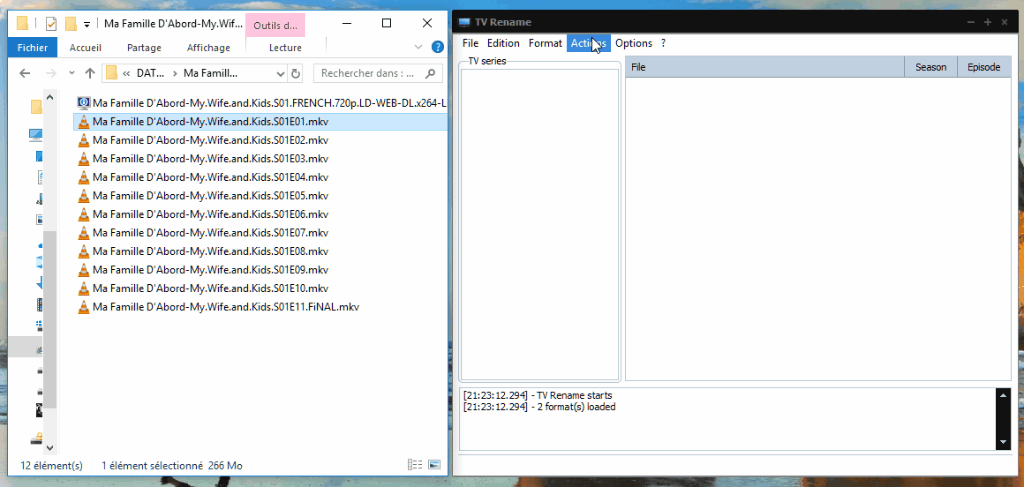 Ma Famille D'Abord-My.Wif...
Outils d...
Fichier
Accueil
Partage
Affichage
Lecture
« DAT... > Ma Famill...
Rechercher dans : ...
Ma Famille D'Abord-My.Wife.and.Kids.S01.FRENCH.720p.LD-WEB-DL.x264-L
Ma Famille D'Abord-My.Wife.and.Kids.S01E01.mkv
Ma Famille D'Abord-My.Wife.and.Kids.S01E02.mkv
Ma Famille D'Abord-My.Wife.and.Kids.S01E03.mkv
Ma Famille D'Abord-My.Wife.and.Kids.S01E04.mkv
Ma Famille D'Abord-My.Wife.and.Kids.S01E05.mkv
Ma Famille D'Abord-My.Wife.and.Kids.S01E06.mkv
Ma Famille D'Abord-My.Wife.and.Kids.S01E07.mkv
Ma Famille D'Abord-My.Wife.and.Kids.S01E08.mkv
Ma Famille D'Abord-My.Wife.and.Kids.S01E09.mkv
Ma Famille D'Abord-My.Wife.and.Kids.S01E10.mkv
Ma Famille D'Abord-My.Wife.and.Kids.S01E11.FiNAL.mkv
12 élément(s) 1 élément sélectionné 266 Mo
TV Rename
File Edition Format Actions Options ?
TV series
File Season Episode
[21:23:12.294] - TV Rename starts
[21:23:12.294] - 2 format(s) loaded